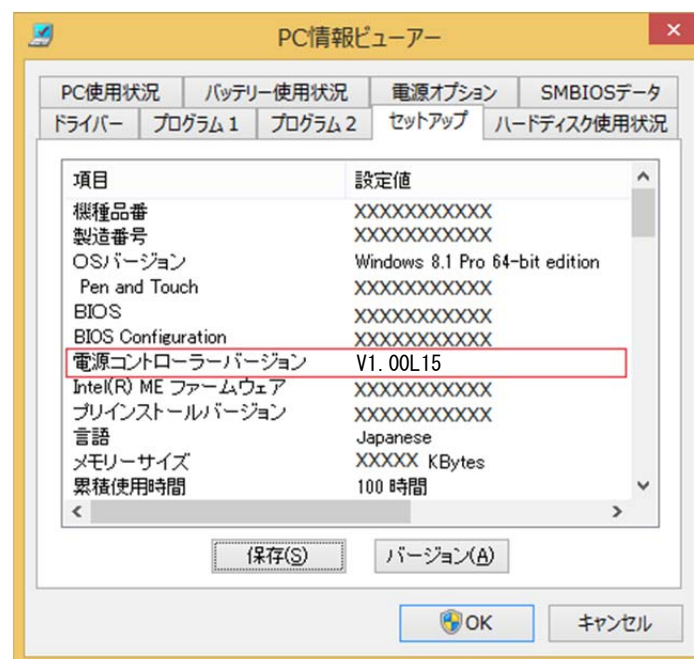 PC情報ビューアー
PC使用状況 バッテリー使用状況 電源オプション SMBIOSデータ
ドライバー プログラム1 プログラム2 セットアップ ハードディスク使用状況
項目 設定値
機種品番 XXXXXXXXXXX
製造番号 XXXXXXXXXXX
OSバージョン Windows 8.1 Pro 64-bit edition
Pen and Touch XXXXXXXXXXX
BIOS XXXXXXXXXXX
BIOS Configuration XXXXXXXXXXX
電源コントローラーバージョン V1.00L15
Intel(R) ME ファームウェア XXXXXXXXXXX
プリインストールバージョン XXXXXXXXXXX
言語 Japanese
メモリーサイズ XXXXX KBytes
累積使用時間 100 時間
保存(S) バージョン(A)
OK キャンセル